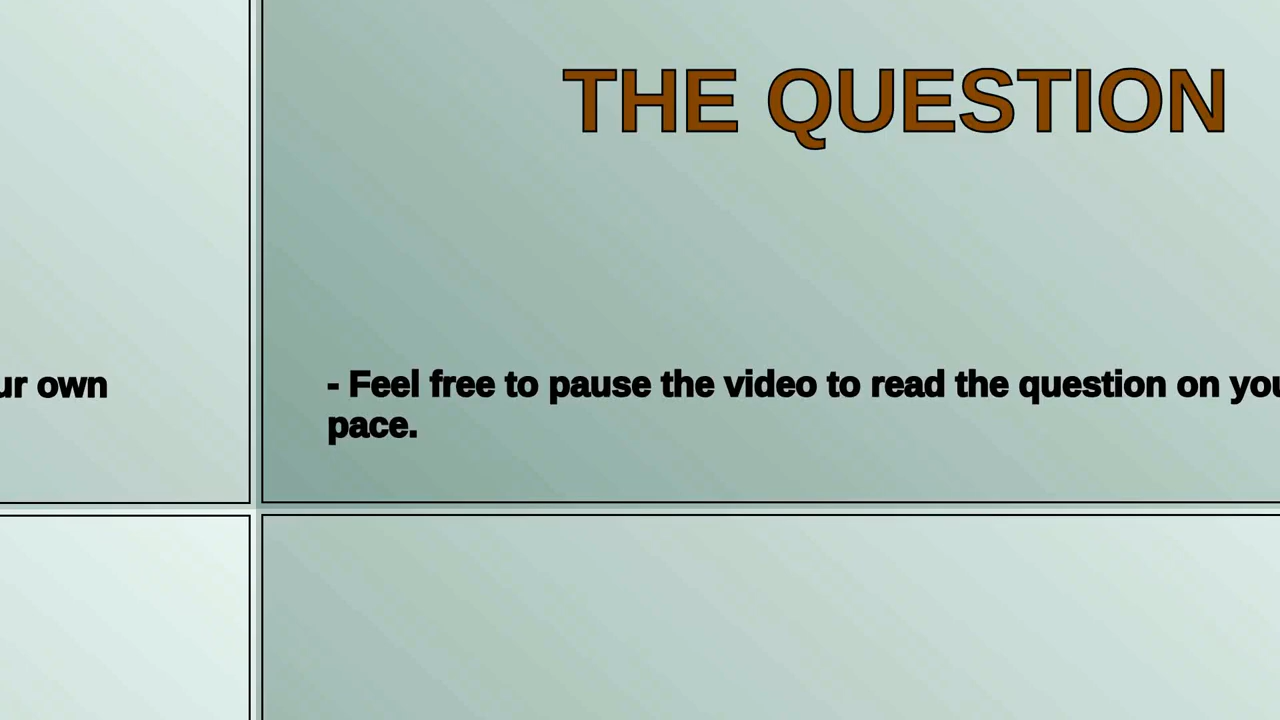 THE QUESTION
ur own
- Feel free to pause the video to read the question on you
pace.